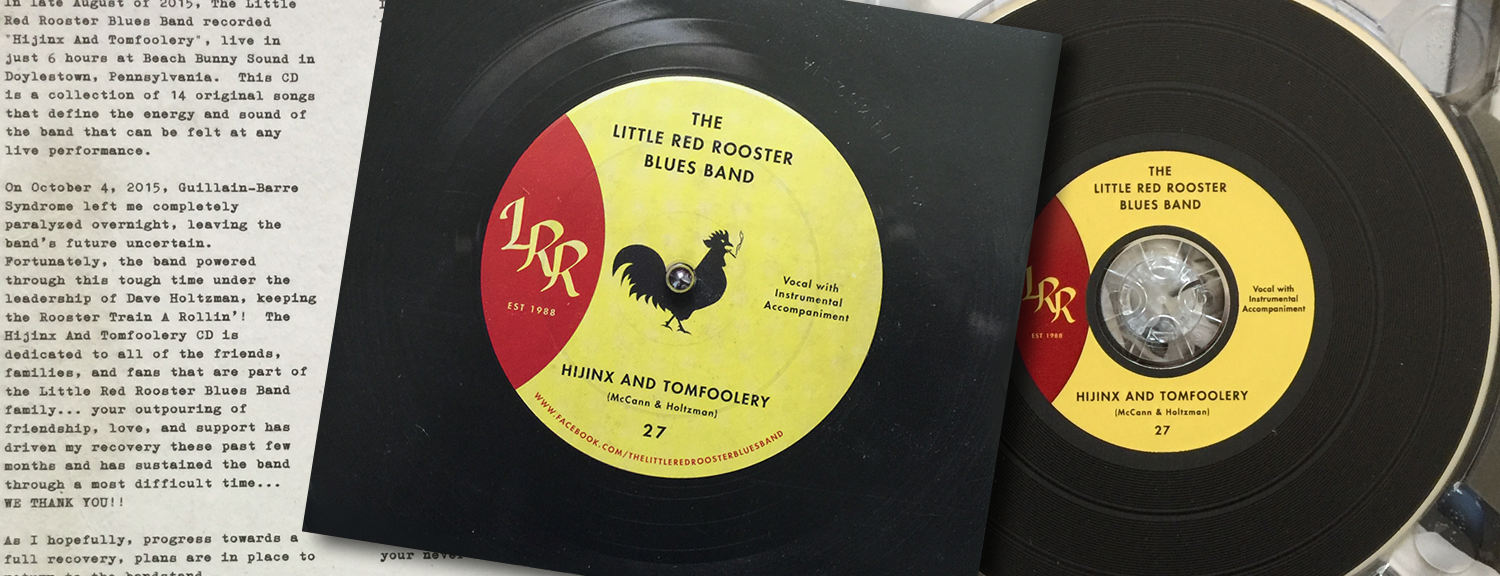 In late August of 2015, The Little
Red Rooster Blues Band recorded
"Hijinx And Tomfoolery", live in
just 6 hours at Beach Bunny Sound in
Doylestown, Pennsylvania.  This CD
is a collection of 14 original songs
that define the energy and sound of
the band that can be felt at any
live performance.
On October 4, 2015, Guillain-Barre
Syndrome left me completely
paralyzed overnight, leaving the
band's future uncertain.
Fortunately, the band powered
through this tough time under the
leadership of Dave Holtzman, keeping
the Rooster Train A Rollin'!  The
Hijinx And Tomfoolery CD is
dedicated to all of the friends,
families, and fans that are part of
the Little Red Rooster Blues Band
family... your outpouring of
friendship, love, and support has
driven my recovery these past few
months and has sustained the band
through a most difficult time...
WE THANK YOU!!
As I hopefully, progress towards a
full recovery, plans are in place to
return to the bandstand
your never
THE
LITTLE RED ROOSTER
BLUES BAND
LRR
EST 1988
Vocal with
Instrumental
Accompaniment
HIJINX AND TOMFOOLERY
(McCann & Holtzman)
27
WWW.FACEBOOK.COM/THELITTLEREDROOSTERBLUESBAND
THE
LITTLE RED ROOSTER
BLUES BAND
LRR
EST 1988
Vocal with
Instrumental
Accompaniment
HIJINX AND TOMFOOLERY
(McCann & Holtzman)
27